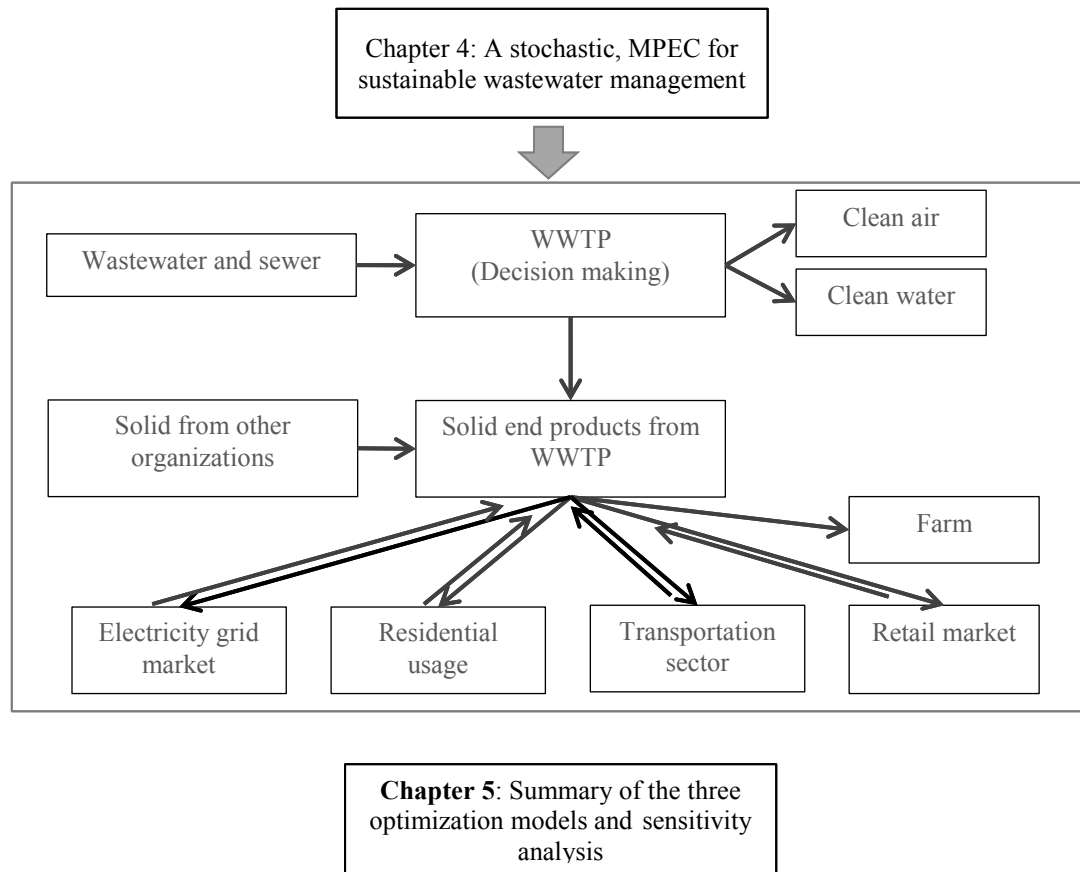 Chapter 4: A stochastic, MPEC for
sustainable wastewater management
Wastewater and sewer
WWTP
(Decision making)
Clean air
Clean water
Solid from other
organizations
Solid end products from
WWTP
Farm
Electricity grid
market
Residential
usage
Transportation
sector
Retail market
Chapter 5: Summary of the three
optimization models and sensitivity
analysis